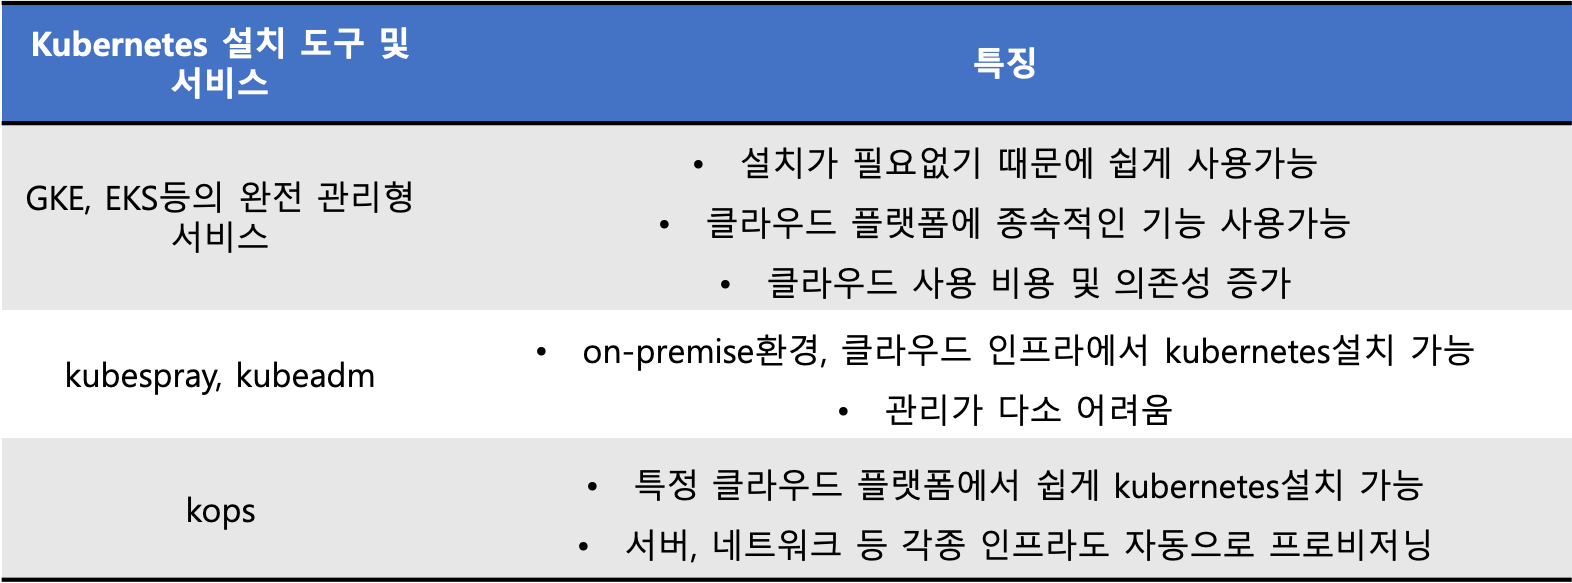 Kubernetes 설치 도구 및
서비스
특징
GKE, EKS등의 완전 관리형
서비스
• 설치가 필요없기 때문에 쉽게 사용가능
• 클라우드 플랫폼에 종속적인 기능 사용가능
• 클라우드 사용 비용 및 의존성 증가
kubespray, kubeadm
• on-premise환경, 클라우드 인프라에서 kubernetes설치 가능
• 관리가 다소 어려움
kops
• 특정 클라우드 플랫폼에서 쉽게 kubernetes설치 가능
• 서버, 네트워크 등 각종 인프라도 자동으로 프로비저닝